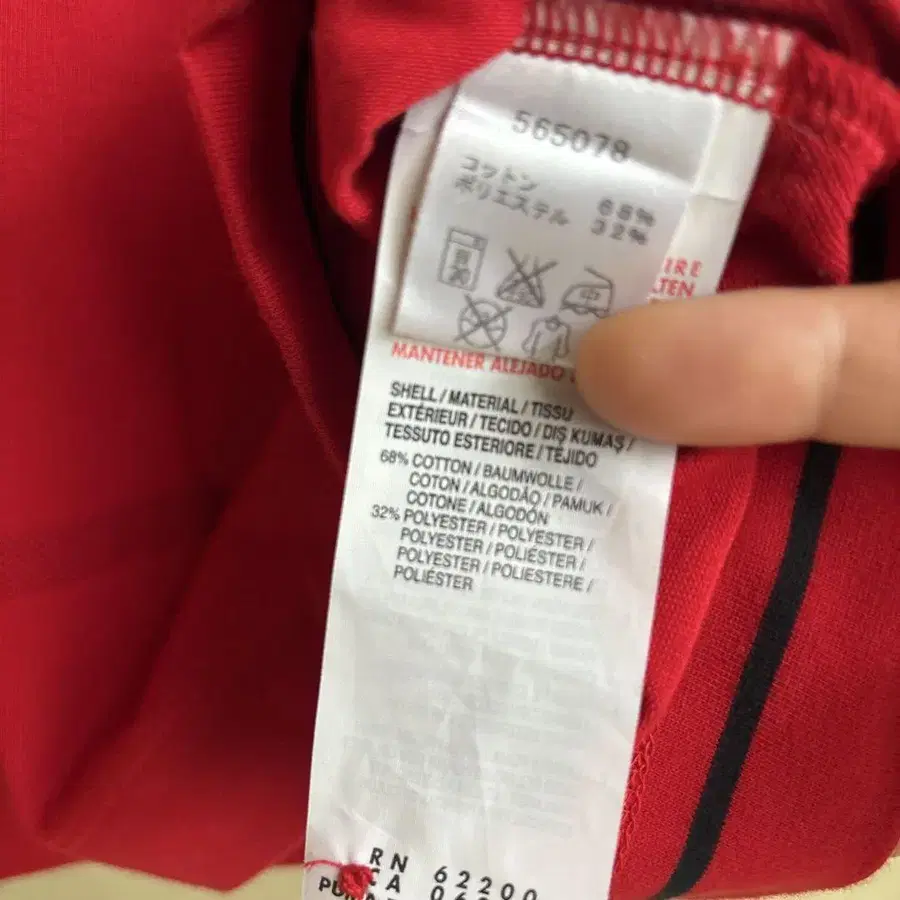 565078
コットン 68%
ポリエステル 32%
20
中
MANTENER ALEJADO
SHELL / MATERIAL / TISSU
EXTÉRIEUR / TECIDO / DIŞ KUMAŞ /
TESSUTO ESTERIORE / TEJIDO
68% COTTON / BAUMWOLLE /
COTON / ALGODÃO / PAMUK /
COTONE / ALGODÓN
32% POLYESTER / POLYESTER /
POLYESTER / POLIÉSTER /
POLYESTER / POLIESTERE /
POLIÉSTER
RN 62200
CA